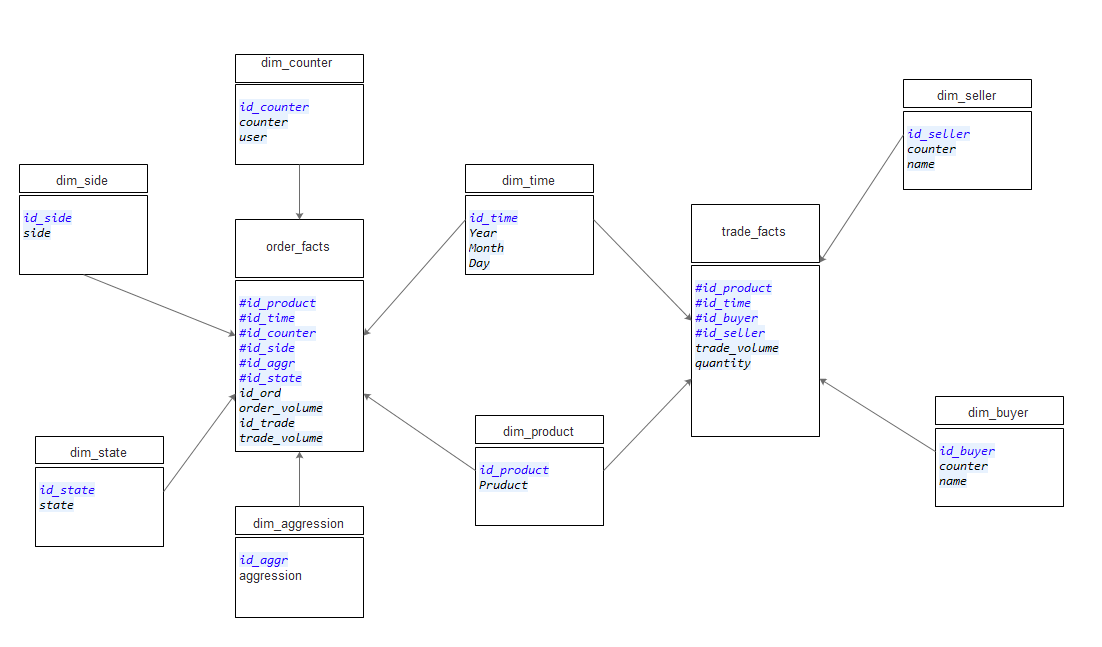 dim_counter
id_counter
counter
user
dim_seller
id_seller
counter
name
dim_side
id_side
side
dim_time
id_time
Year
Month
Day
order_facts
#id_product
#id_time
#id_counter
#id_side
#id_aggr
#id_state
id_ord
order_volume
id_trade
trade_volume
trade_facts
#id_product
#id_time
#id_buyer
#id_seller
trade_volume
quantity
dim_state
id_state
state
dim_product
id_product
Pruduct
dim_buyer
id_buyer
counter
name
dim_aggression
id_aggr
aggression